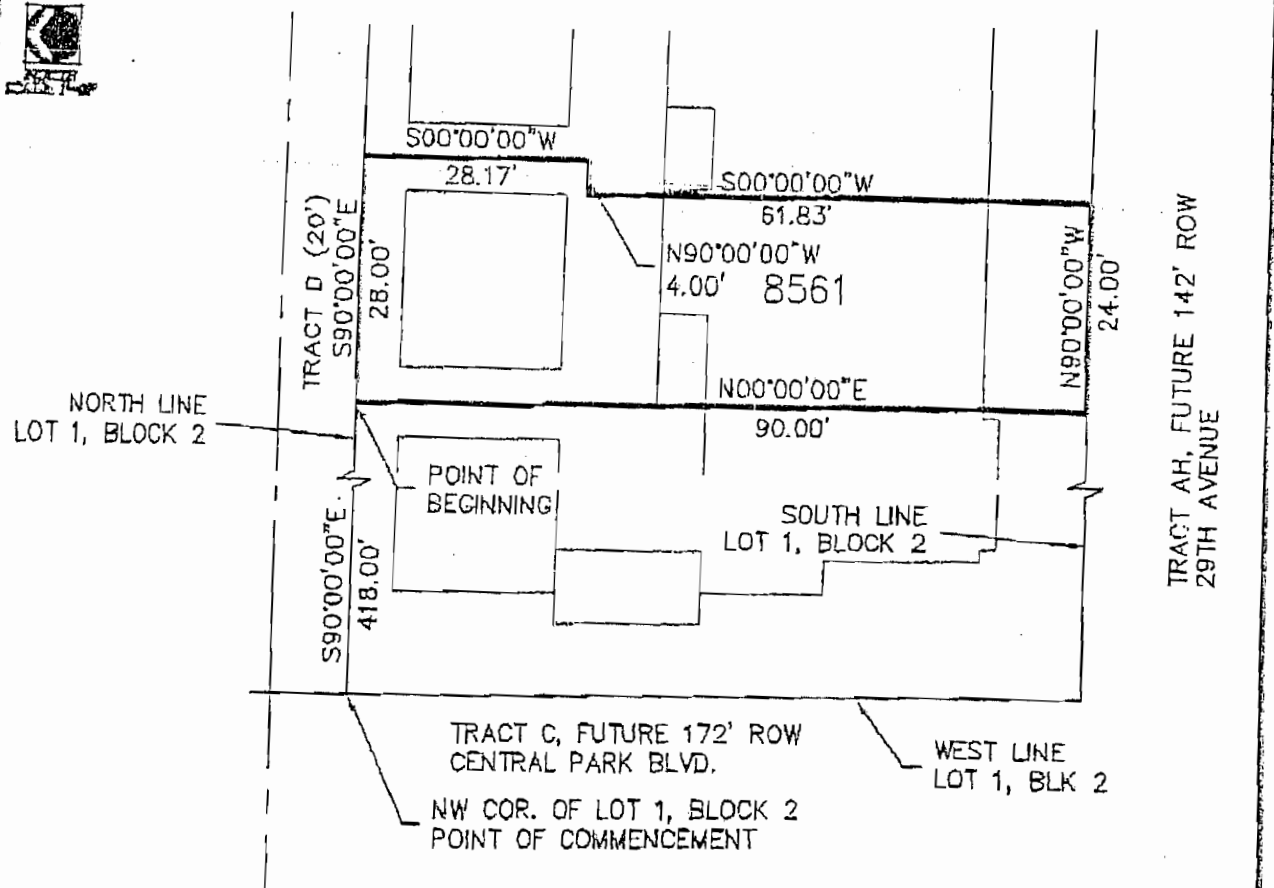 NORTH
S00°00'00"W
28.17'
S00°00'00"W
61.83'
N90°00'00"W
4.00'
8561
TRACT D (20')
S90°00'00"E
28.00'
N90°00'00"W
24.00'
TRACT AH, FUTURE 142' ROW
29TH AVENUE
NORTH LINE
LOT 1, BLOCK 2
N00°00'00"E
90.00'
POINT OF
BEGINNING
SOUTH LINE
LOT 1, BLOCK 2
S90°00'00"E
418.00'
TRACT C, FUTURE 172' ROW
CENTRAL PARK BLVD.
WEST LINE
LOT 1, BLK 2
NW COR. OF LOT 1, BLOCK 2
POINT OF COMMENCEMENT